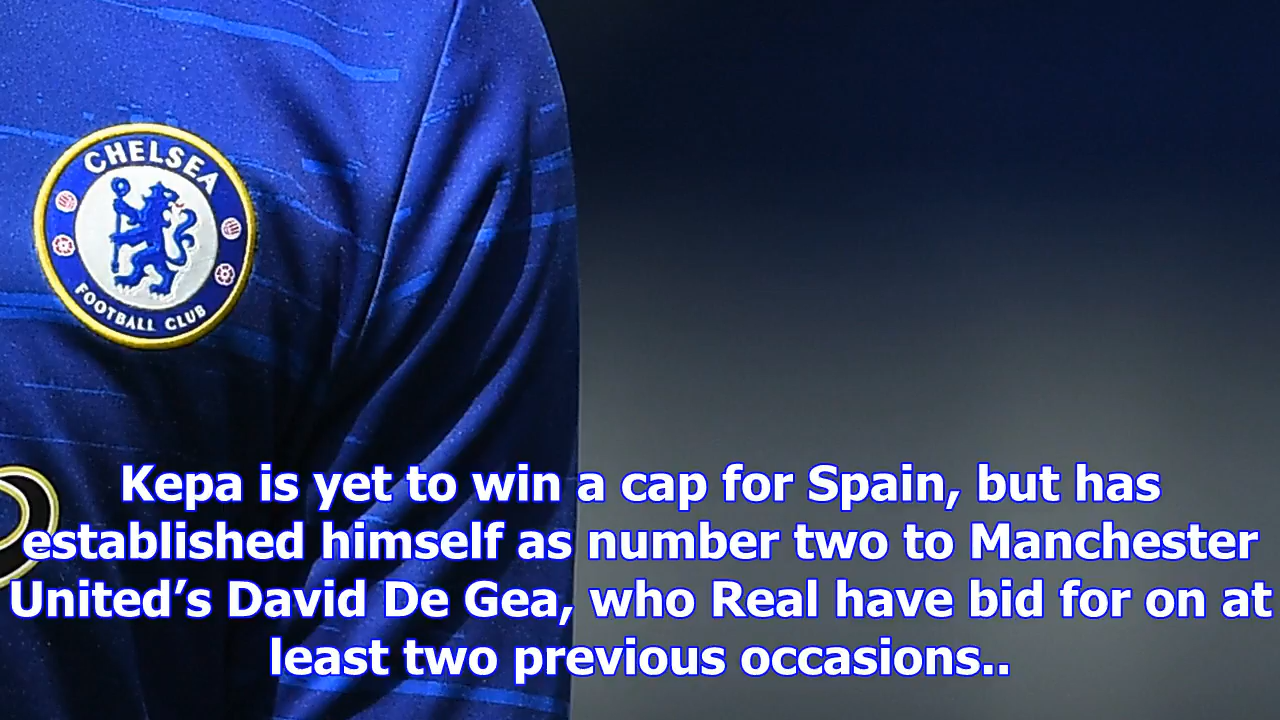 CHELSEA
FOOTBALL CLUB
Kepa is yet to win a cap for Spain, but has
established himself as number two to Manchester
United’s David De Gea, who Real have bid for on at
least two previous occasions..